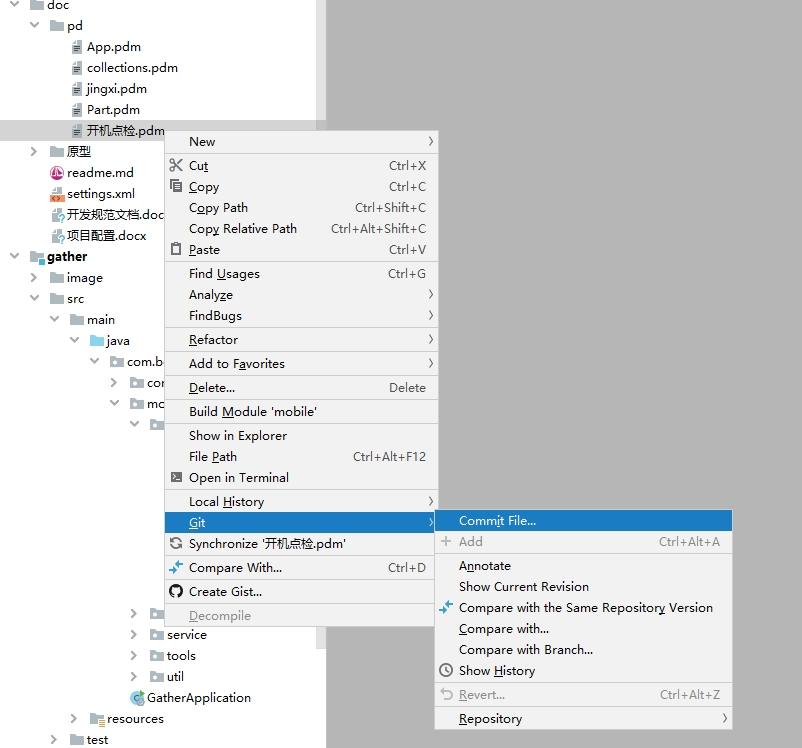 doc
pd
App.pdm
collections.pdm
jingxi.pdm
Part.pdm
开机点检.pdm
原型
readme.md
settings.xml
开发规范文档.doc
项目配置.docx
gather
image
src
main
java
com.b
cor
mo
service
tools
util
GatherApplication
resources
test
New
Cut Ctrl+X
Copy Ctrl+C
Copy Path Ctrl+Shift+C
Copy Relative Path Ctrl+Alt+Shift+C
Paste Ctrl+V
Find Usages Ctrl+G
Analyze
FindBugs
Refactor
Add to Favorites
Delete... Delete
Build Module 'mobile'
Show in Explorer
File Path Ctrl+Alt+F12
Open in Terminal
Local History
Git
Synchronize '开机点检.pdm'
Compare With... Ctrl+D
Create Gist...
Decompile
Commit File...
Add Ctrl+Alt+A
Annotate
Show Current Revision
Compare with the Same Repository Version
Compare with...
Compare with Branch...
Show History
Revert... Ctrl+Alt+Z
Repository